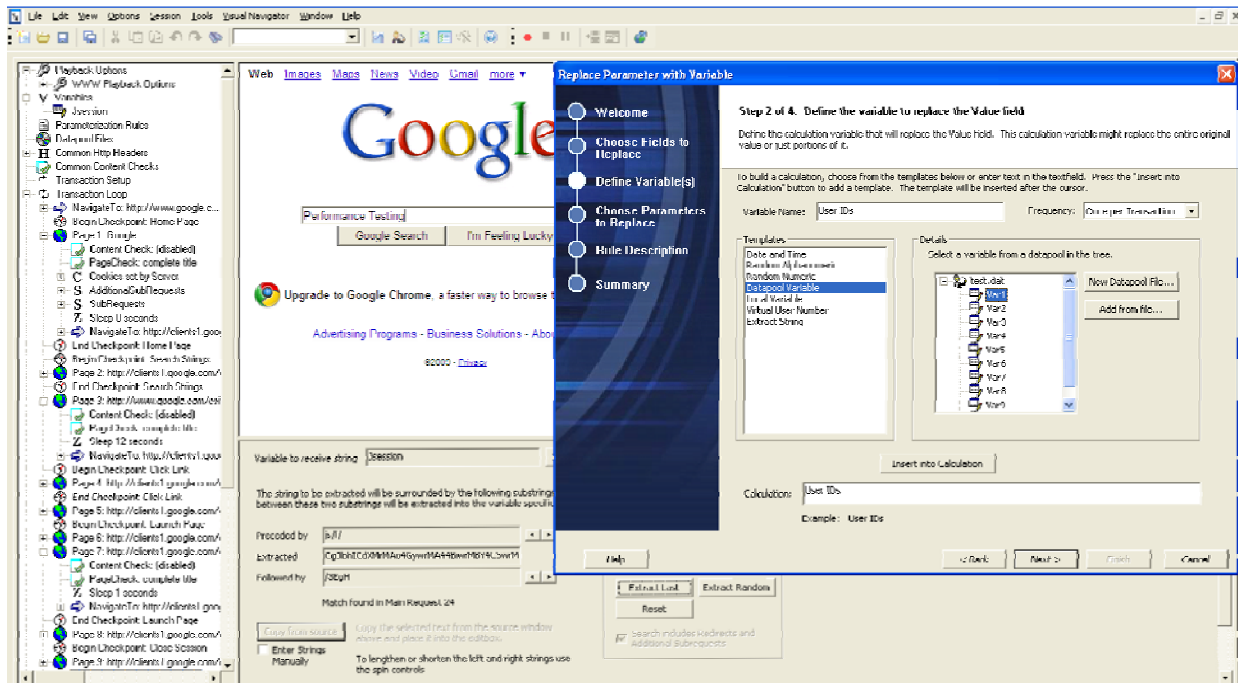 File Edit View Options Session Tools Visual Navigator Window Help
Playback Options
WWW Playback Options
Variables
Jsession
Parameterization Rules
Datapool Files
Common Http Headers
Common Content Checks
Transaction Setup
Transaction Loop
NavigateTo: http://www.google.c...
Begin Checkpoint: Home Page
Page 1: Google
Content Check: (disabled)
PageCheck: complete title
Cookies set by Server
AdditionalSubRequests
SubRequests
Sleep 0 seconds
NavigateTo: http://clients1.goog
End Checkpoint: Home Page
Begin Checkpoint: Search Strings
Page 2: http://clients1.google.com/
End Checkpoint: Search Strings
Page 3: http://www.google.com/
Content Check: (disabled)
PageCheck: complete title
Sleep 12 seconds
NavigateTo: http://clients1.goog
Begin Checkpoint: Click Link
Page 4: http://clients1.google.com/
End Checkpoint: Click Link
Page 5: http://clients1.google.com/
Begin Checkpoint: Launch Page
Page 6: http://clients1.google.com/
Page 7: http://clients1.google.com/
Content Check: (disabled)
PageCheck: complete title
Sleep 1 seconds
NavigateTo: http://clients1.goog
End Checkpoint: Launch Page
Page 8: http://clients1.google.com/
Begin Checkpoint: Close Session
Page 9: http://clients1.google.com/
Web Images Maps News Video Gmail more
Google
Performance Testing
Google Search I'm Feeling Lucky
Upgrade to Google Chrome, a faster way to browse t
Advertising Programs - Business Solutions - Abo
Privacy
Variable to receive string Jsession
The string to be extracted will be surrounded by the following substring
between these two substrings will be extracted into the variable specifie
Preceded by
Extracted
Followed by
Match found in Main Request 24
Copy from source
Copy the selected text from the source window
above and place it into the editbox.
Enter Strings
Manually
To lengthen or shorten the left and right strings use
the spin controls
Extract Last Extract Random
Reset
Search includes Redirects and
Additional Subrequests
Replace Parameter with Variable
Welcome
Choose Fields to
Replace
Define Variable(s)
Choose Parameters
to Replace
Rule Description
Summary
Step 2 of 4. Define the variable to replace the Value field
Define the calculation variable that will replace the Value field. This calculation variable might replace the entire original
value or just portions of it.
To build a calculation, choose from the templates below or enter text in the textfield. Press the "Insert into
Calculation" button to add a template. The template will be inserted after the cursor.
Variable Name: User IDs Frequency: Once per Transaction
Templates
Date and Time
Random Alphanumeric
Random Numeric
Datapool Variable
Local Variable
Virtual User Number
Extract String
Details
Select a variable from a datapool in the tree.
test.dat
Var1
Var2
Var3
Var4
Var5
Var6
Var7
Var8
Var9
New Datapool File...
Add from file...
Insert into Calculation
Calculation: User IDs
Example: User IDs
Help < Back Next > Finish Cancel